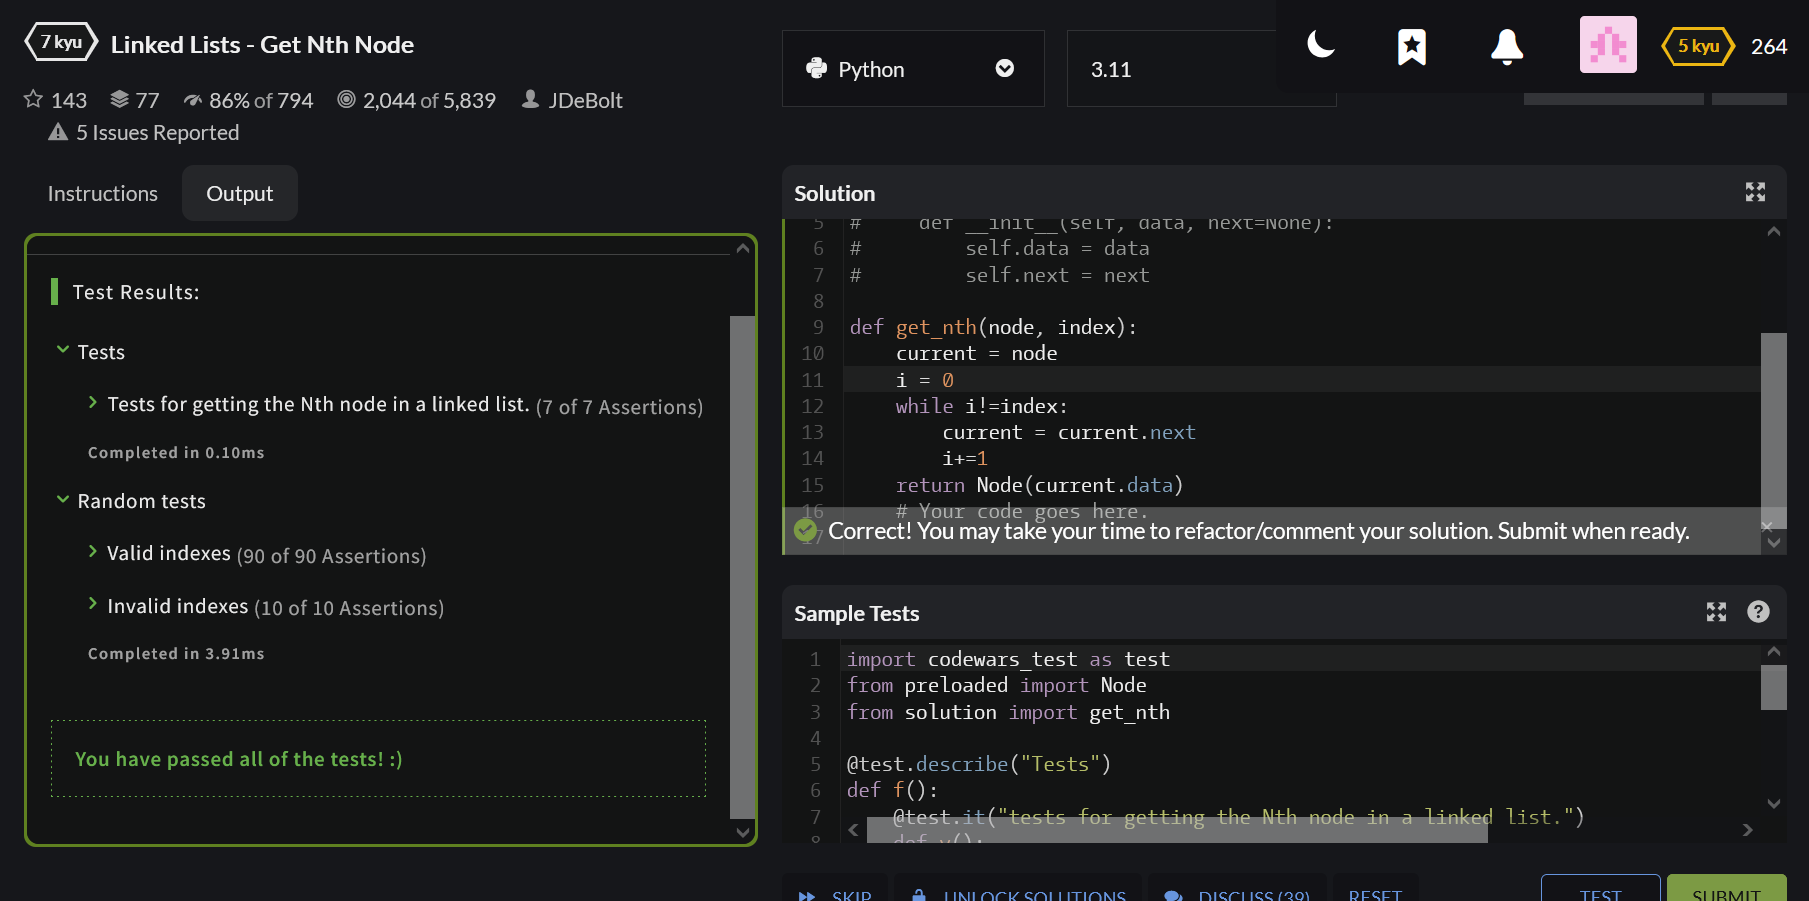 7 kyu Linked Lists - Get Nth Node
143 77 86% of 794 2,044 of 5,839 JDeBolt
5 Issues Reported
Python
3.11
5 kyu 264
Instructions Output
Test Results:
Tests
Tests for getting the Nth node in a linked list. (7 of 7 Assertions)
Completed in 0.10ms
Random tests
Valid indexes (90 of 90 Assertions)
Invalid indexes (10 of 10 Assertions)
Completed in 3.91ms
You have passed all of the tests! :)
Solution
5 #     def __init__(self, data, next=None):
6 #         self.data = data
7 #         self.next = next
8
9 def get_nth(node, index):
10     current = node
11     i = 0
12     while i!=index:
13         current = current.next
14         i+=1
15     return Node(current.data)
16     # Your code goes here.
17
Correct! You may take your time to refactor/comment your solution. Submit when ready.
Sample Tests
1 import codewars_test as test
2 from preloaded import Node
3 from solution import get_nth
4
5 @test.describe("Tests")
6 def f():
7     @test.it("tests for getting the Nth node in a linked list.")
8     def y():
SKIP UNLOCK SOLUTIONS DISCUSS (39) RESET TEST SUBMIT